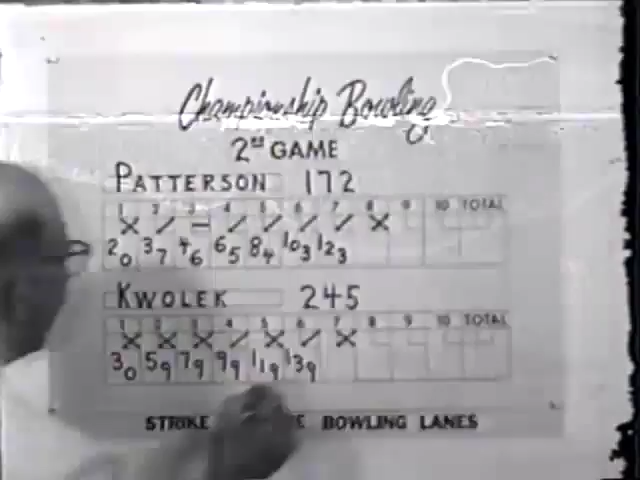 Championship Bowling
2nd GAME
PATTERSON 172
1 2 3 4 5 6 7 8 9 10 TOTAL
X / – / / / / X
20 37 46 65 84 103 123
KWOLEK 245
1 2 3 4 5 6 7 8 9 10 TOTAL
X X X / X / X
30 59 79 99 119 139
STRIKE BOWLING LANES